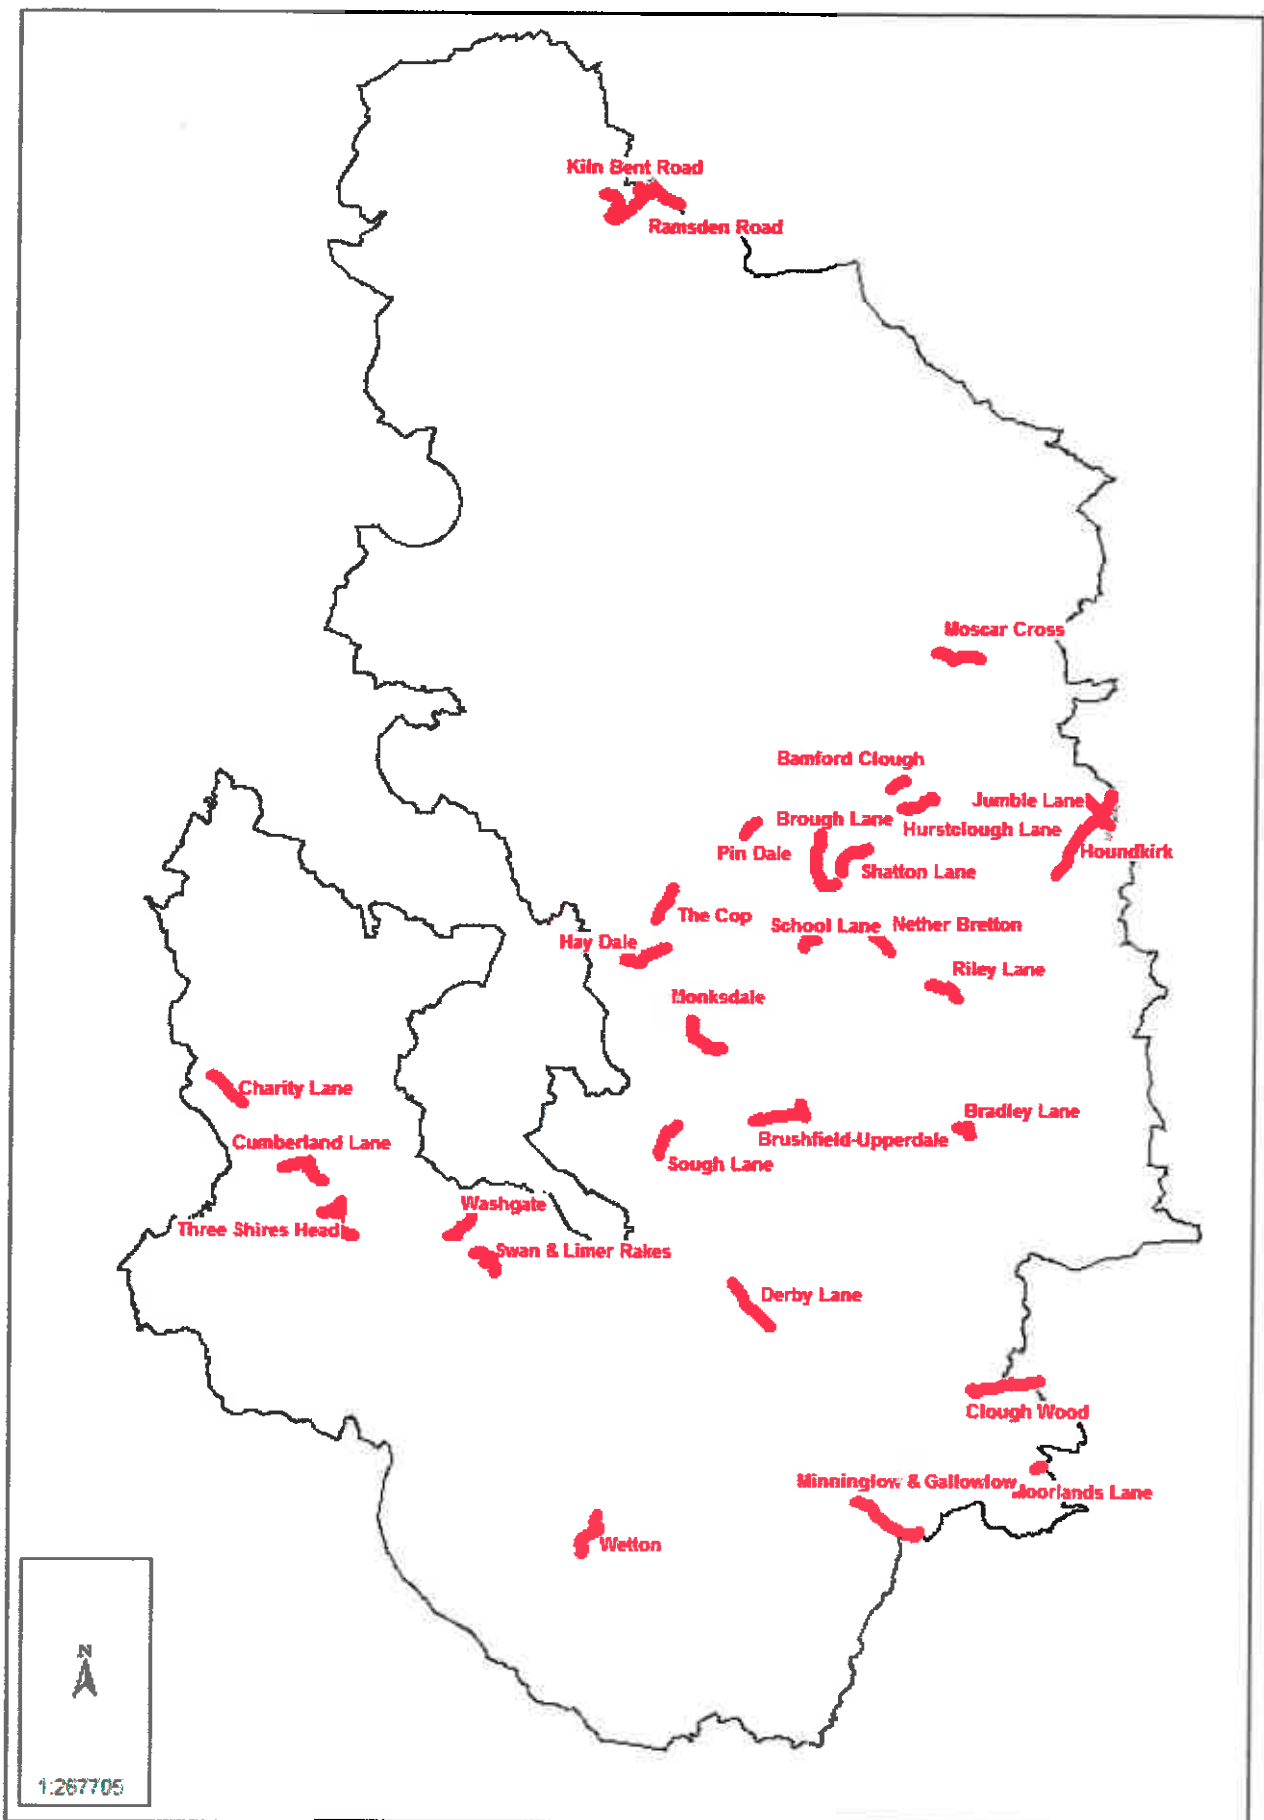 Kiln Bent Road
Ramsden Road
Moscar Cross
Bamford Clough
Jumble Lane
Brough Lane
Hurstclough Lane
Pin Dale
Houndkirk
Shatton Lane
The Cop
School Lane
Nether Bretton
Hay Dale
Riley Lane
Monksdale
Charity Lane
Bradley Lane
Cumberland Lane
Brushfield-Upperdale
Sough Lane
Washgate
Three Shires Head
Swan & Limer Rakes
Derby Lane
Clough Wood
Minninglow & Gallowlow
Moorlands Lane
Wetton
N
1:267705